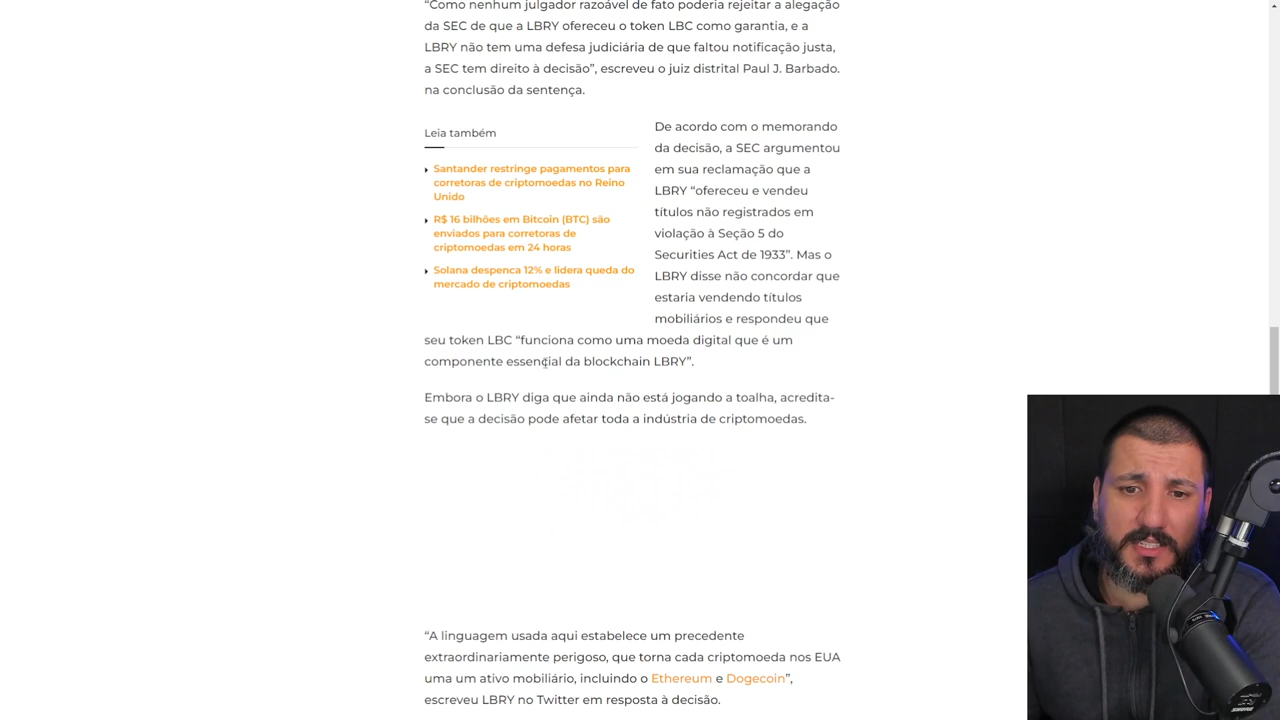 “Como nenhum julgador razoável de fato poderia rejeitar a alegação
da SEC de que a LBRY ofereceu o token LBC como garantia, e a
LBRY não tem uma defesa judiciária de que faltou notificação justa,
a SEC tem direito à decisão”, escreveu o juiz distrital Paul J. Barbado.
na conclusão da sentença.
Leia também
Santander restringe pagamentos para
corretoras de criptomoedas no Reino
Unido
R$ 16 bilhões em Bitcoin (BTC) são
enviados para corretoras de
criptomoedas em 24 horas
Solana despenca 12% e lidera queda do
mercado de criptomoedas
De acordo com o memorando
da decisão, a SEC argumentou
em sua reclamação que a
LBRY “ofereceu e vendeu
títulos não registrados em
violação à Seção 5 do
Securities Act de 1933”. Mas o
LBRY disse não concordar que
estaria vendendo títulos
mobiliários e respondeu que
seu token LBC “funciona como uma moeda digital que é um
componente essencial da blockchain LBRY”.
Embora o LBRY diga que ainda não está jogando a toalha, acredita-
se que a decisão pode afetar toda a indústria de criptomoedas.
“A linguagem usada aqui estabelece um precedente
extraordinariamente perigoso, que torna cada criptomoeda nos EUA
uma um ativo mobiliário, incluindo o Ethereum e Dogecoin”,
escreveu LBRY no Twitter em resposta à decisão.